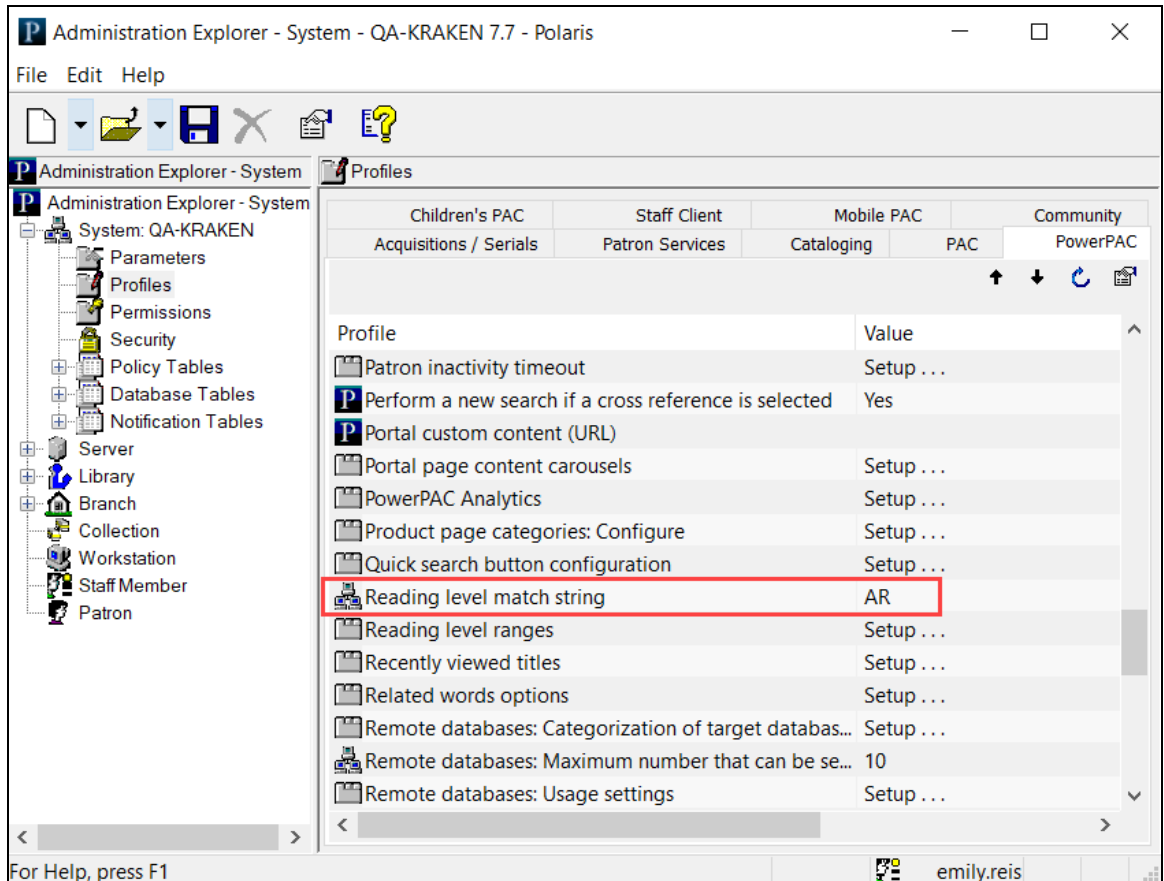 Administration Explorer - System - QA-KRAKEN 7.7 - Polaris
File Edit Help
Administration Explorer - System
Profiles
Administration Explorer - System
System: QA-KRAKEN
Parameters
Profiles
Permissions
Security
Policy Tables
Database Tables
Notification Tables
Server
Library
Branch
Collection
Workstation
Staff Member
Patron
Children's PAC Staff Client Mobile PAC Community
Acquisitions / Serials Patron Services Cataloging PAC PowerPAC
Profile Value
Patron inactivity timeout Setup . . .
Perform a new search if a cross reference is selected Yes
Portal custom content (URL)
Portal page content carousels Setup . . .
PowerPAC Analytics Setup . . .
Product page categories: Configure Setup . . .
Quick search button configuration Setup . . .
Reading level match string AR
Reading level ranges Setup . . .
Recently viewed titles Setup . . .
Related words options Setup . . .
Remote databases: Categorization of target databas... Setup . . .
Remote databases: Maximum number that can be se... 10
Remote databases: Usage settings Setup . . .
For Help, press F1 emily.reis